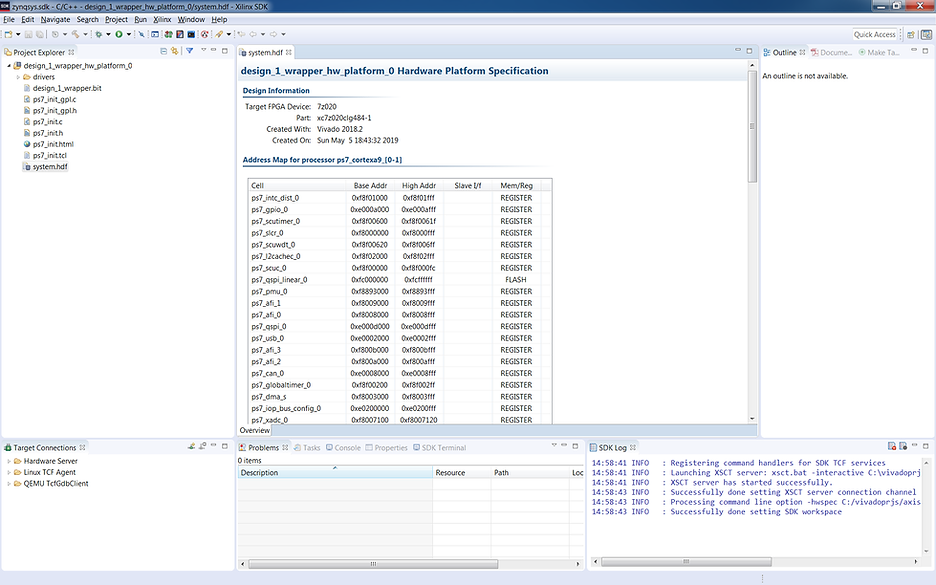 zynqsys.sdk - C/C++ - design_1_wrapper_hw_platform_0/system.hdf - Xilinx SDK
File Edit Navigate Search Project Run Xilinx Window Help
Quick Access
Project Explorer
design_1_wrapper_hw_platform_0
drivers
design_1_wrapper.bit
ps7_init_gpl.c
ps7_init_gpl.h
ps7_init.c
ps7_init.h
ps7_init.html
ps7_init.tcl
system.hdf
system.hdf
design_1_wrapper_hw_platform_0 Hardware Platform Specification
Design Information
Target FPGA Device: 7z020
Part: xc7z020clg484-1
Created With: Vivado 2018.2
Created On: Sun May 5 18:43:32 2019
Address Map for processor ps7_cortexa9_[0-1]
Cell Base Addr High Addr Slave I/f Mem/Reg
ps7_intc_dist_0 0xf8f01000 0xf8f01fff REGISTER
ps7_gpio_0 0xe000a000 0xe000afff REGISTER
ps7_scutimer_0 0xf8f00600 0xf8f0061f REGISTER
ps7_slcr_0 0xf8000000 0xf8000fff REGISTER
ps7_scuwdt_0 0xf8f00620 0xf8f006ff REGISTER
ps7_l2cachec_0 0xf8f02000 0xf8f02fff REGISTER
ps7_scuc_0 0xf8f00000 0xf8f000fc REGISTER
ps7_qspi_linear_0 0xfc000000 0xfcffffff FLASH
ps7_pmu_0 0xf8893000 0xf8893fff REGISTER
ps7_afi_1 0xf8009000 0xf8009fff REGISTER
ps7_afi_0 0xf8008000 0xf8008fff REGISTER
ps7_qspi_0 0xe000d000 0xe000dfff REGISTER
ps7_usb_0 0xe0002000 0xe0002fff REGISTER
ps7_afi_3 0xf800b000 0xf800bfff REGISTER
ps7_afi_2 0xf800a000 0xf800afff REGISTER
ps7_can_0 0xe0008000 0xe0008fff REGISTER
ps7_globaltimer_0 0xf8f00200 0xf8f002ff REGISTER
ps7_dma_s 0xf8003000 0xf8003fff REGISTER
ps7_iop_bus_config_0 0xe0200000 0xe0200fff REGISTER
ps7_xadc_0 0xf8007100 0xf8007120 REGISTER
Overview
Outline Docume... Make Ta...
An outline is not available.
Target Connections
Hardware Server
Linux TCF Agent
QEMU TcfGdbClient
Problems Tasks Console Properties SDK Terminal
0 items
Description Resource Path Loc
SDK Log
14:58:41 INFO : Registering command handlers for SDK TCF services
14:58:41 INFO : Launching XSCT server: xsct.bat -interactive C:\vivadoprj
14:58:41 INFO : XSCT server has started successfully.
14:58:43 INFO : Successfully done setting XSCT server connection channel
14:58:43 INFO : Processing command line option -hwspec C:/vivadoprjs/axis
14:58:43 INFO : Successfully done setting SDK workspace